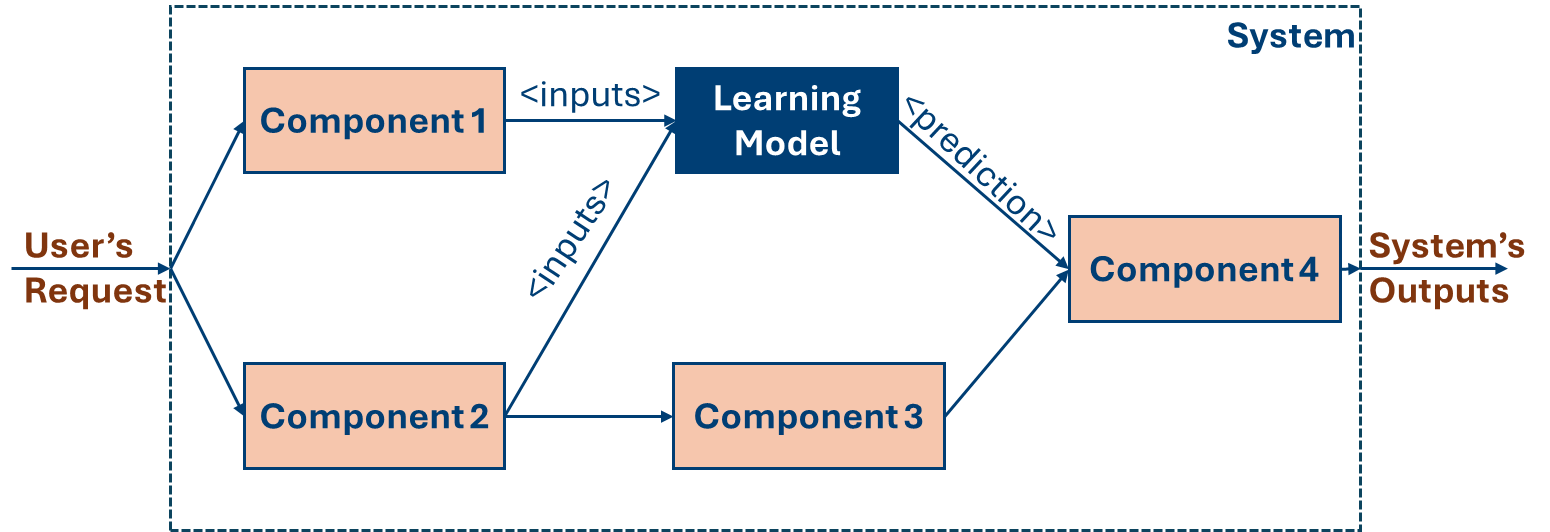 System
Component 1
<inputs>
Learning
Model
<prediction>
<inputs>
User's
Request
Component 4
System's
Outputs
Component 2
Component 3